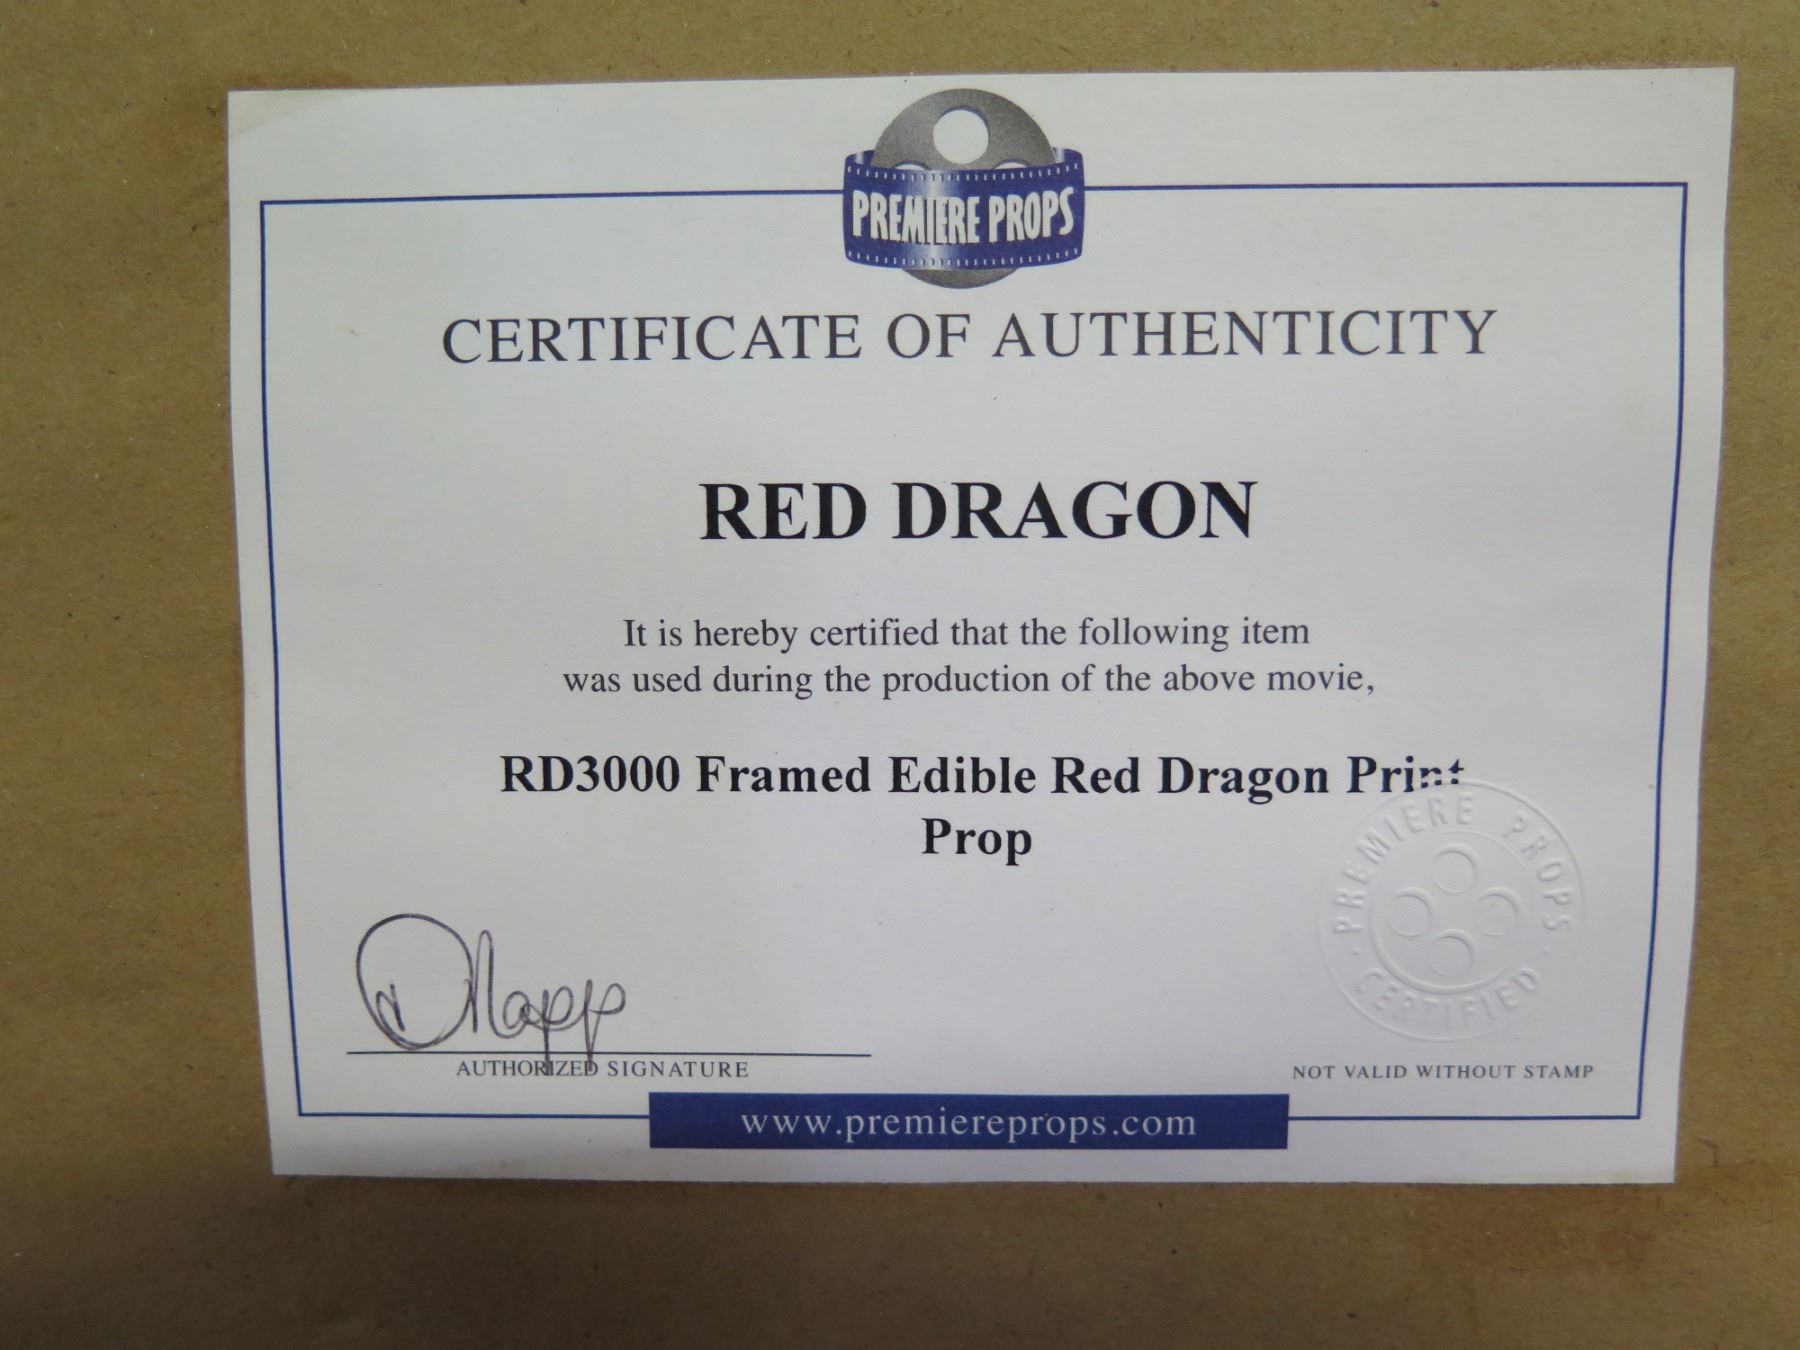 PREMIERE PROPS
CERTIFICATE OF AUTHENTICITY
RED DRAGON
It is hereby certified that the following item
was used during the production of the above movie,
RD3000 Framed Edible Red Dragon Print
Prop
PREMIERE PROPS
· CERTIFIED ·
AUTHORIZED SIGNATURE
NOT VALID WITHOUT STAMP
www.premiereprops.com